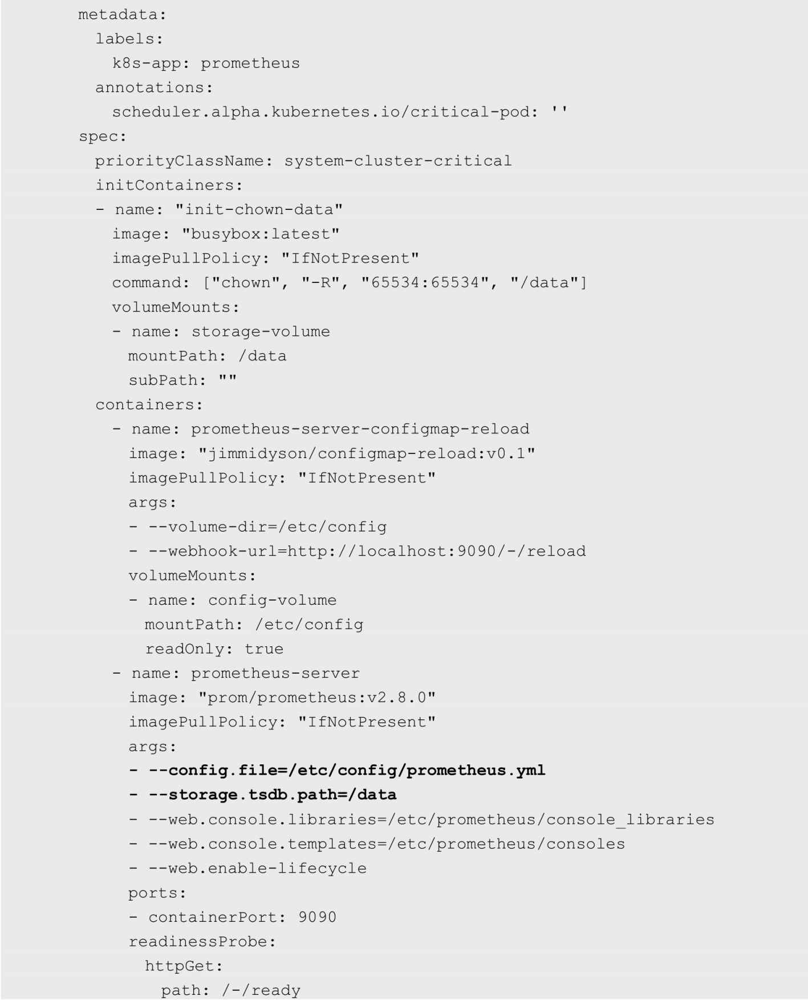 metadata:
  labels:
    k8s-app: prometheus
  annotations:
    scheduler.alpha.kubernetes.io/critical-pod: ''
spec:
  priorityClassName: system-cluster-critical
  initContainers:
  - name: "init-chown-data"
    image: "busybox:latest"
    imagePullPolicy: "IfNotPresent"
    command: ["chown", "-R", "65534:65534", "/data"]
    volumeMounts:
    - name: storage-volume
      mountPath: /data
      subPath: ""
  containers:
    - name: prometheus-server-configmap-reload
      image: "jimmidyson/configmap-reload:v0.1"
      imagePullPolicy: "IfNotPresent"
      args:
      - --volume-dir=/etc/config
      - --webhook-url=http://localhost:9090/-/reload
      volumeMounts:
      - name: config-volume
        mountPath: /etc/config
        readOnly: true
    - name: prometheus-server
      image: "prom/prometheus:v2.8.0"
      imagePullPolicy: "IfNotPresent"
      args:
      - --config.file=/etc/config/prometheus.yml
      - --storage.tsdb.path=/data
      - --web.console.libraries=/etc/prometheus/console_libraries
      - --web.console.templates=/etc/prometheus/consoles
      - --web.enable-lifecycle
      ports:
      - containerPort: 9090
      readinessProbe:
        httpGet:
          path: /-/ready